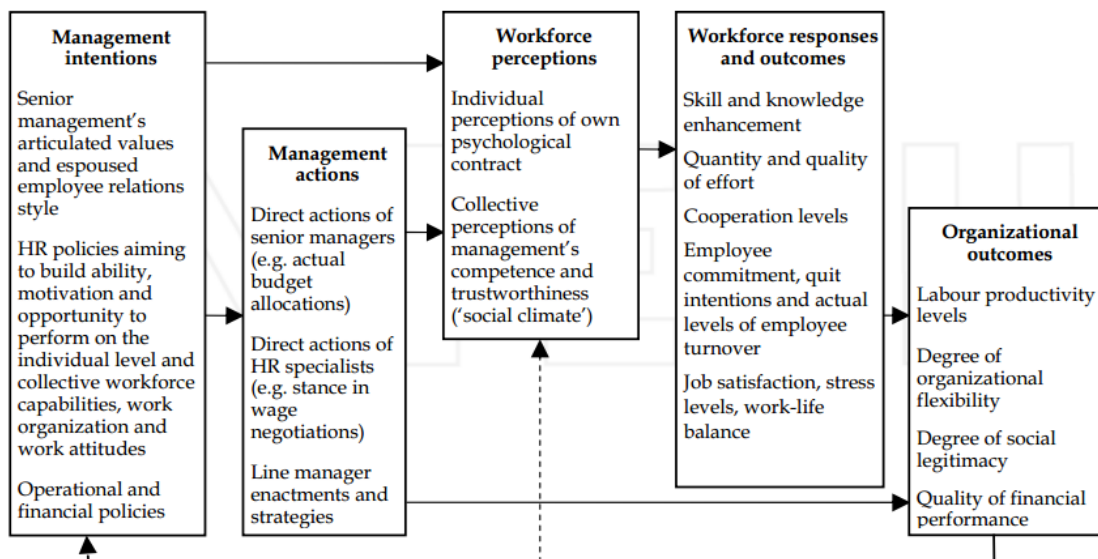 Management
intentions
Senior
management's
articulated values
and espoused
employee relations
style
HR policies aiming
to build ability,
motivation and
opportunity to
perform on the
individual level and
collective workforce
capabilities, work
organization and
work attitudes
Operational and
financial policies
Management
actions
Direct actions of
senior managers
(e.g. actual
budget
allocations)
Direct actions of
HR specialists
(e.g. stance in
wage
negotiations)
Line manager
enactments and
strategies
Workforce
perceptions
Individual
perceptions of own
psychological
contract
Collective
perceptions of
management's
competence and
trustworthiness
('social climate')
Workforce responses
and outcomes
Skill and knowledge
enhancement
Quantity and quality
of effort
Cooperation levels
Employee
commitment, quit
intentions and actual
levels of employee
turnover
Job satisfaction, stress
levels, work-life
balance
Organizational
outcomes
Labour productivity
levels
Degree of
organizational
flexibility
Degree of social
legitimacy
Quality of financial
performance